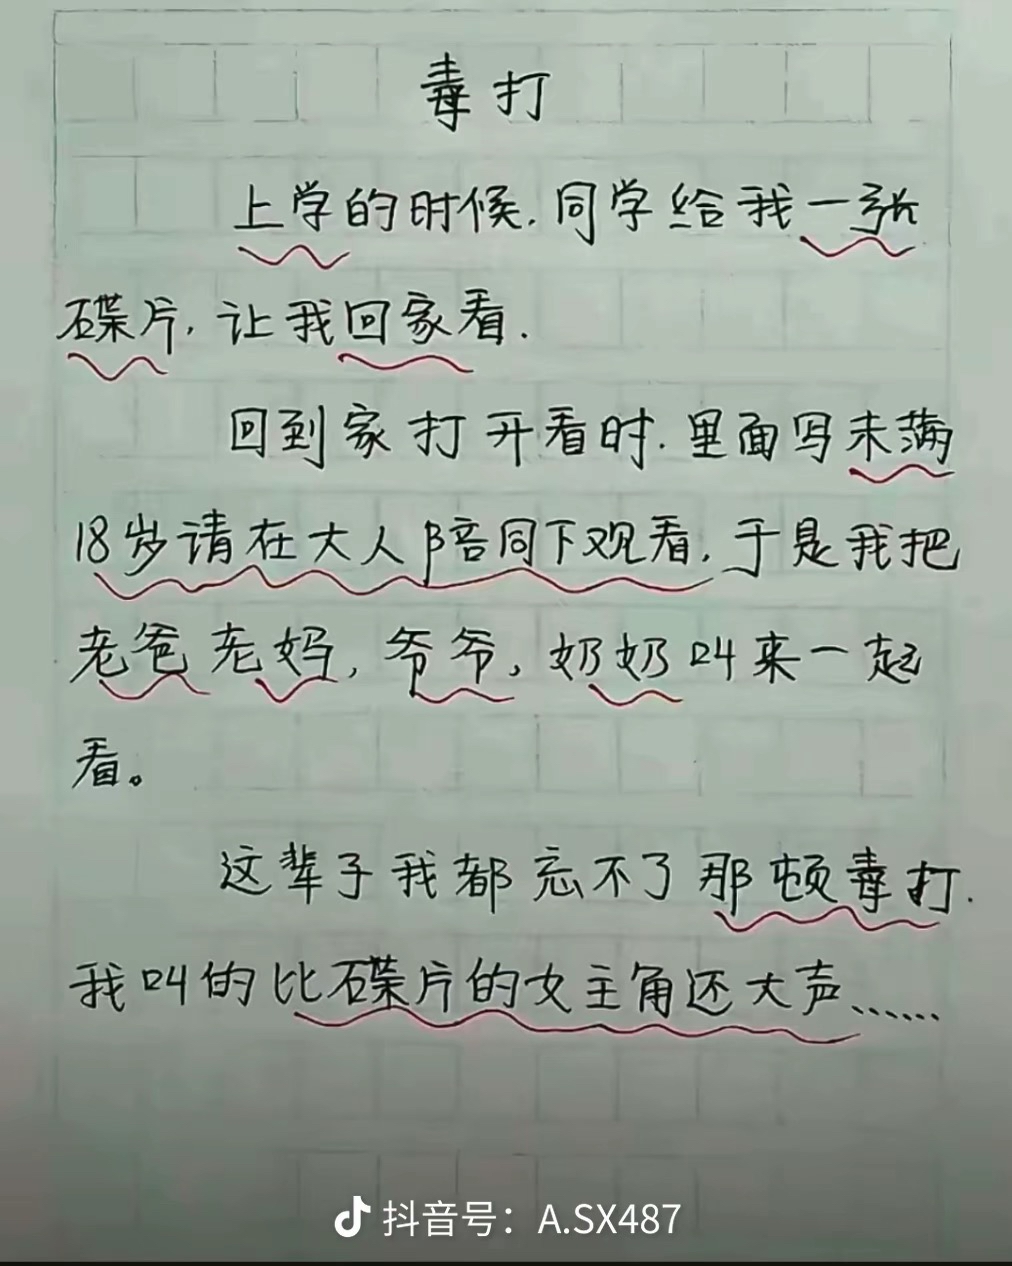 毒打
上学的时候,同学给我一张
碟片,让我回家看.
回到家打开看时.里面写未满
18岁请在大人陪同下观看,于是我把
老爸老妈,爷爷,奶奶叫来一起
看。
这辈子我都忘不了那顿毒打.
我叫的比碟片的女主角还大声……
抖音号:A.SX487